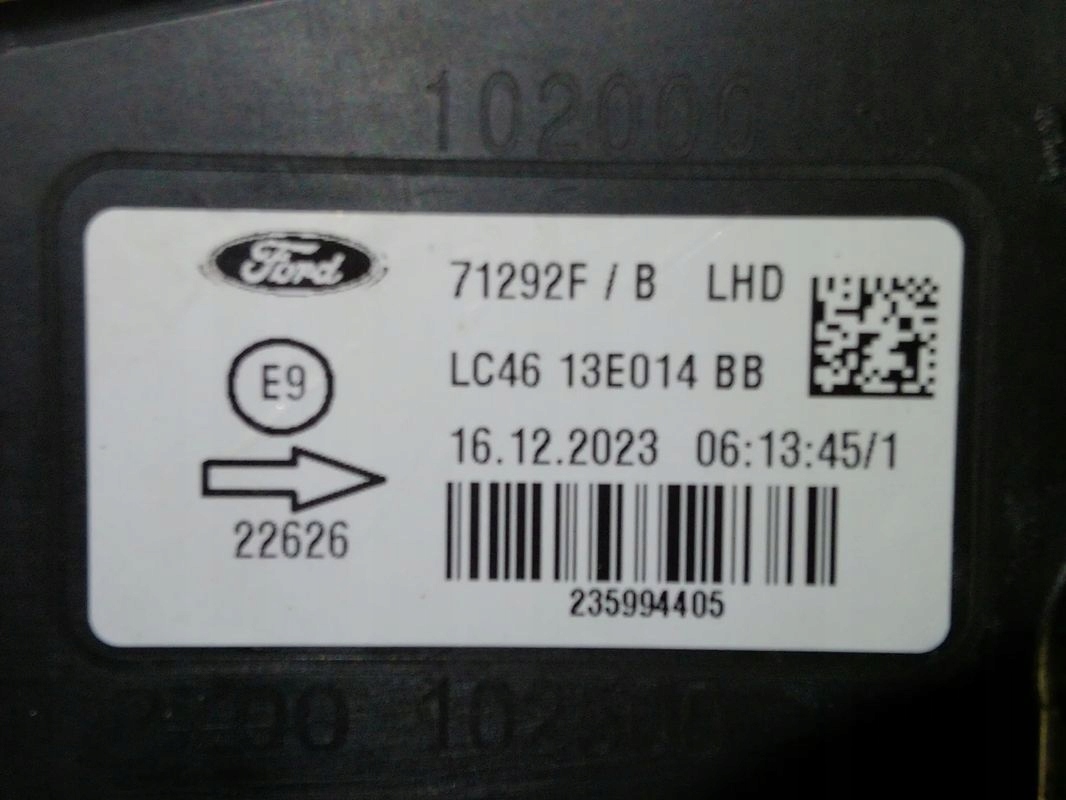 102000
Ford
71292F / B LHD
E9
LC46 13E014 BB
16.12.2023 06:13:45/1
22626
235994405